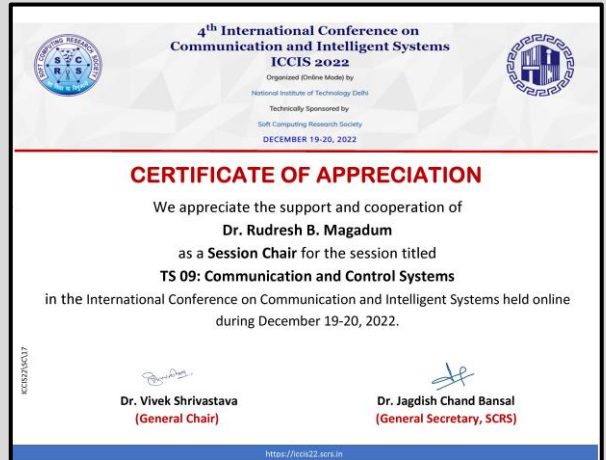 4th International Conference on
Communication and Intelligent Systems
ICCIS 2022
Organized (Online Mode) by
National Institute of Technology Delhi
Technically Sponsored by
Soft Computing Research Society
DECEMBER 19-20, 2022
SOFT COMPUTING RESEARCH SOCIETY
S C
R S
CERTIFICATE OF APPRECIATION
We appreciate the support and cooperation of
Dr. Rudresh B. Magadum
as a Session Chair for the session titled
TS 09: Communication and Control Systems
in the International Conference on Communication and Intelligent Systems held online
during December 19-20, 2022.
ICCIS22\SC\17
Dr. Vivek Shrivastava
(General Chair)
Dr. Jagdish Chand Bansal
(General Secretary, SCRS)
https://iccis22.scrs.in